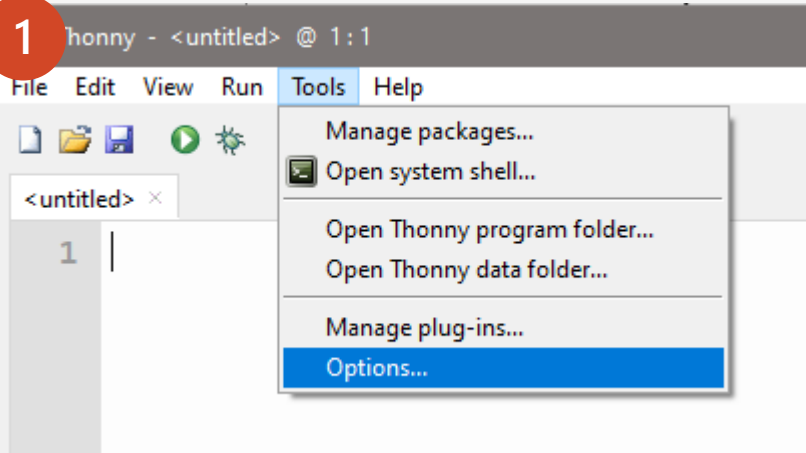 1
Thonny - <untitled> @ 1:1
File Edit View Run Tools Help
Manage packages...
Open system shell...
<untitled> ×
Open Thonny program folder...
1
Open Thonny data folder...
Manage plug-ins...
Options...